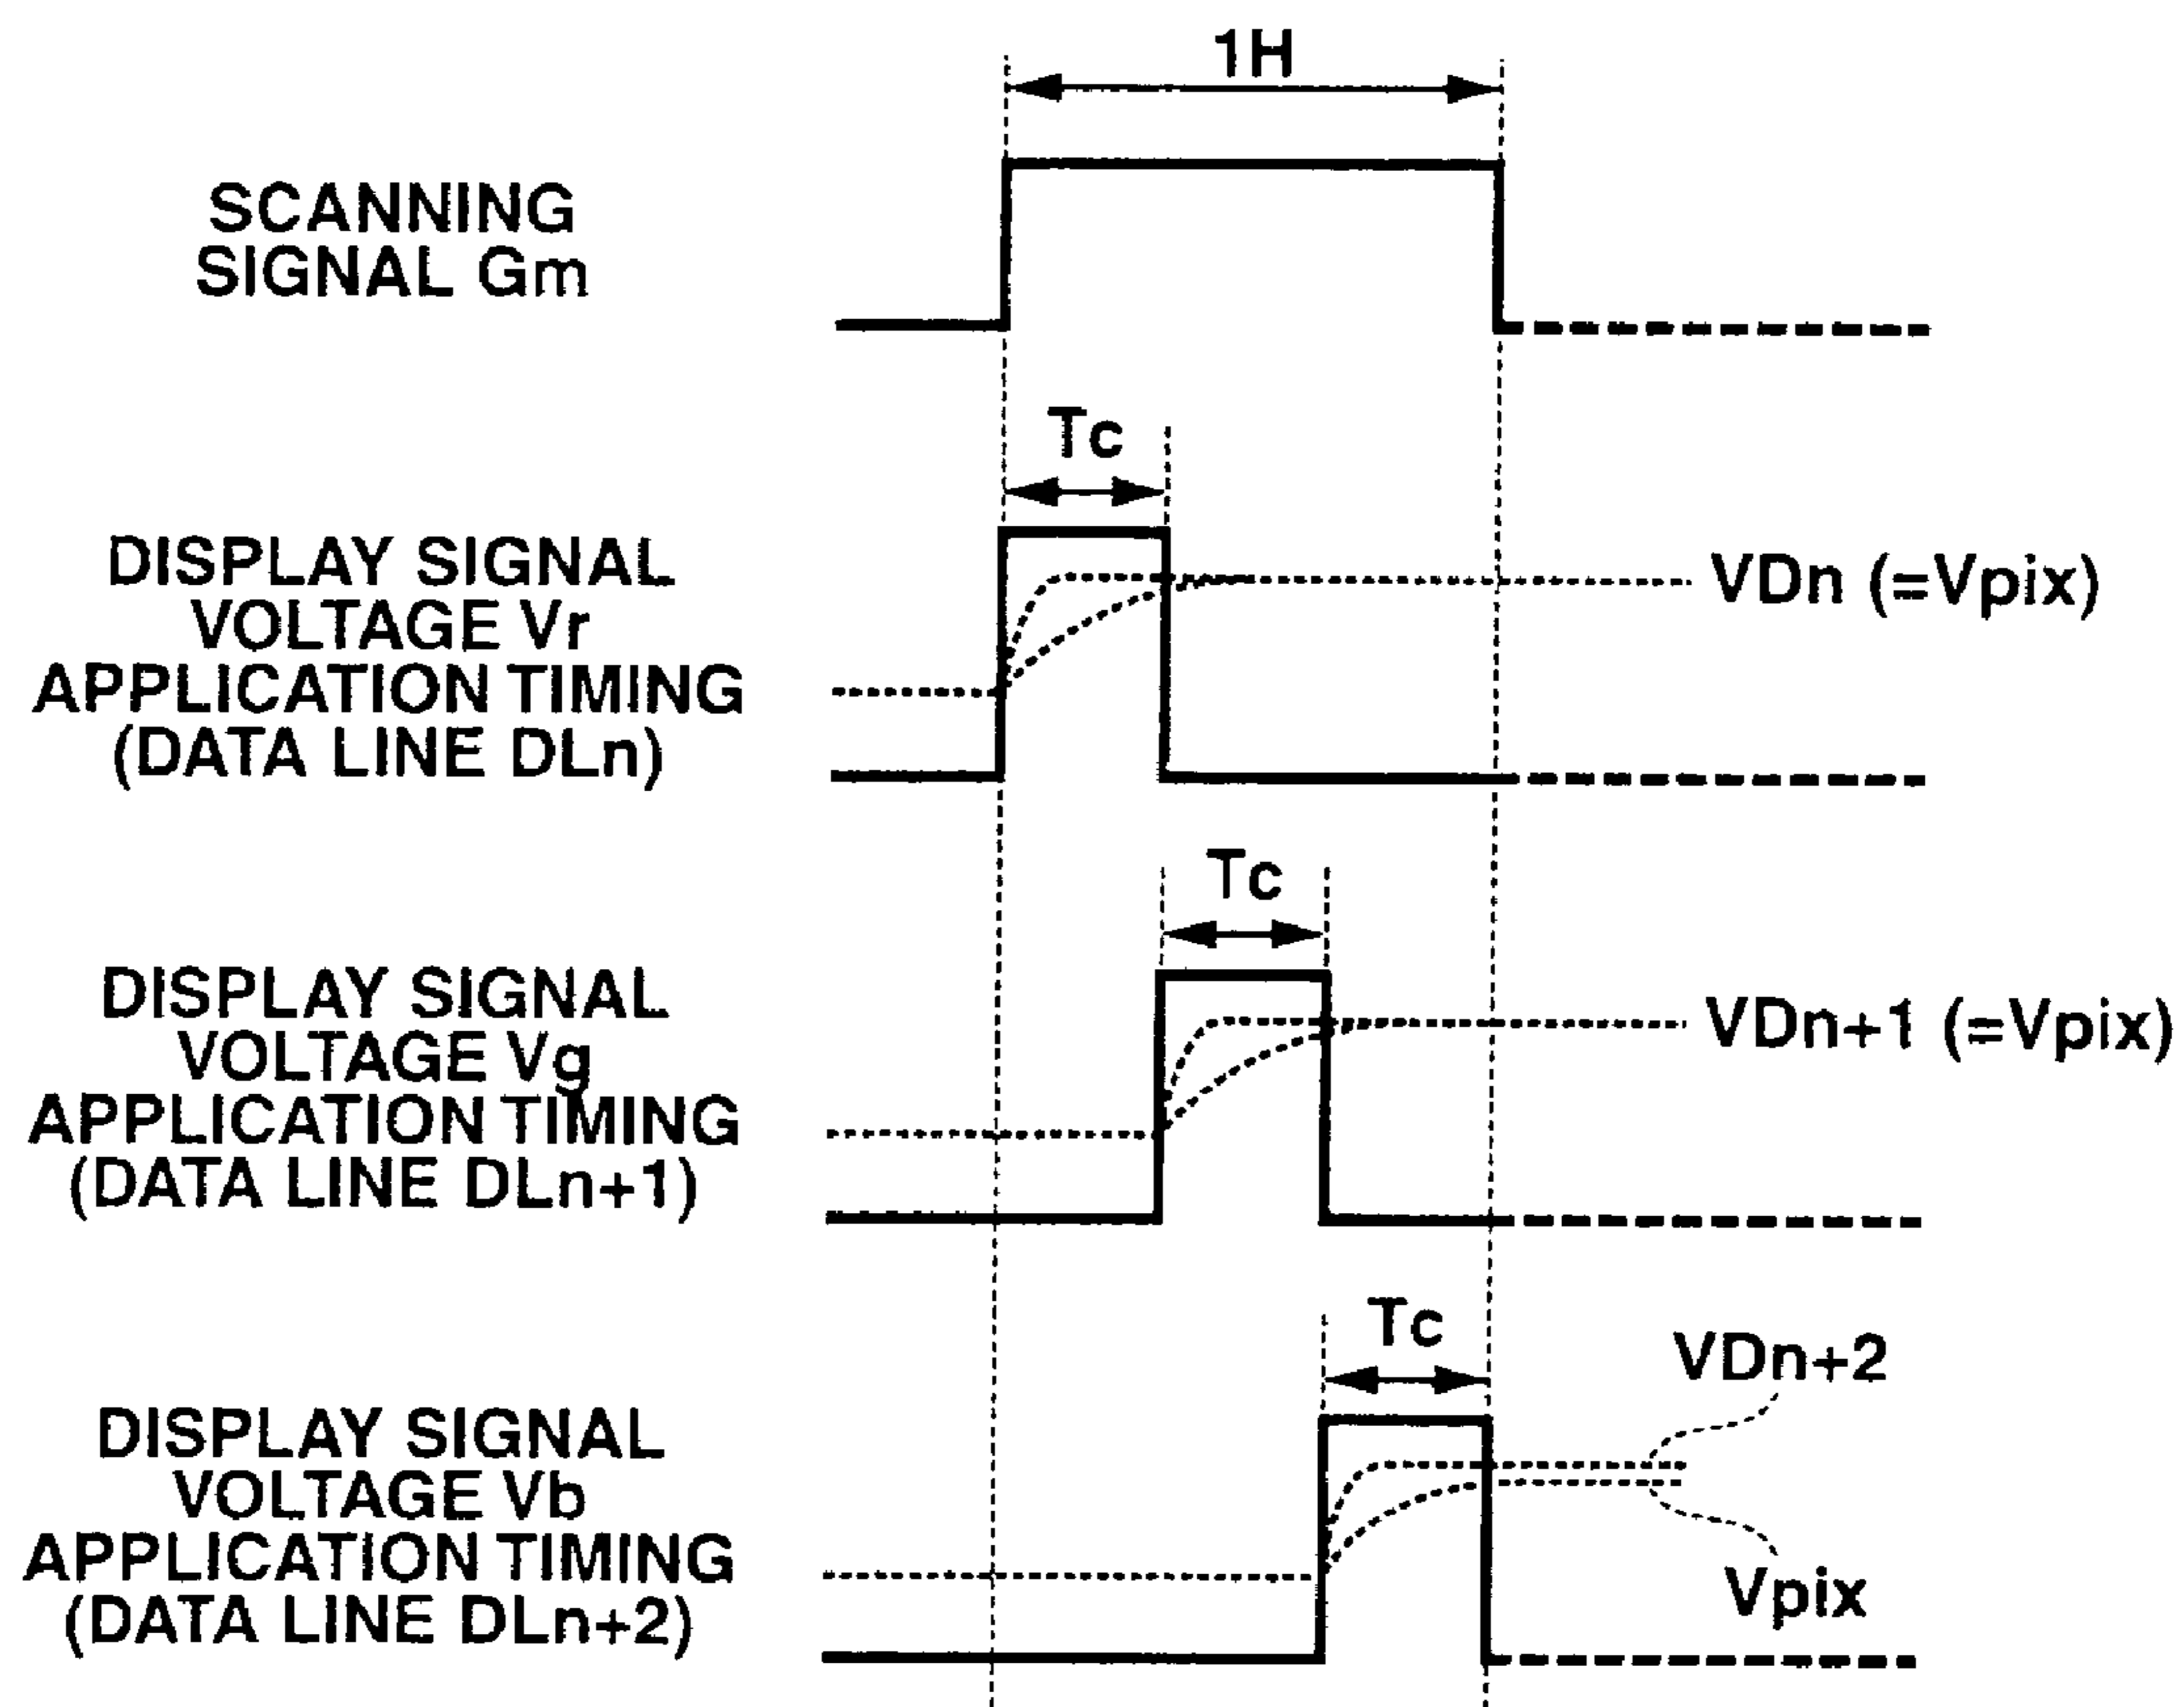 1H
SCANNING
SIGNAL Gm
Tc
DISPLAY SIGNAL
VOLTAGE Vr
APPLICATION TIMING
(DATA LINE DLn)
VDn (=Vpix)
Tc
DISPLAY SIGNAL
VOLTAGE Vg
APPLICATION TIMING
(DATA LINE DLn+1)
VDn+1 (=Vpix)
Tc
VDn+2
DISPLAY SIGNAL
VOLTAGE Vb
APPLICATION TIMING
(DATA LINE DLn+2)
Vpix